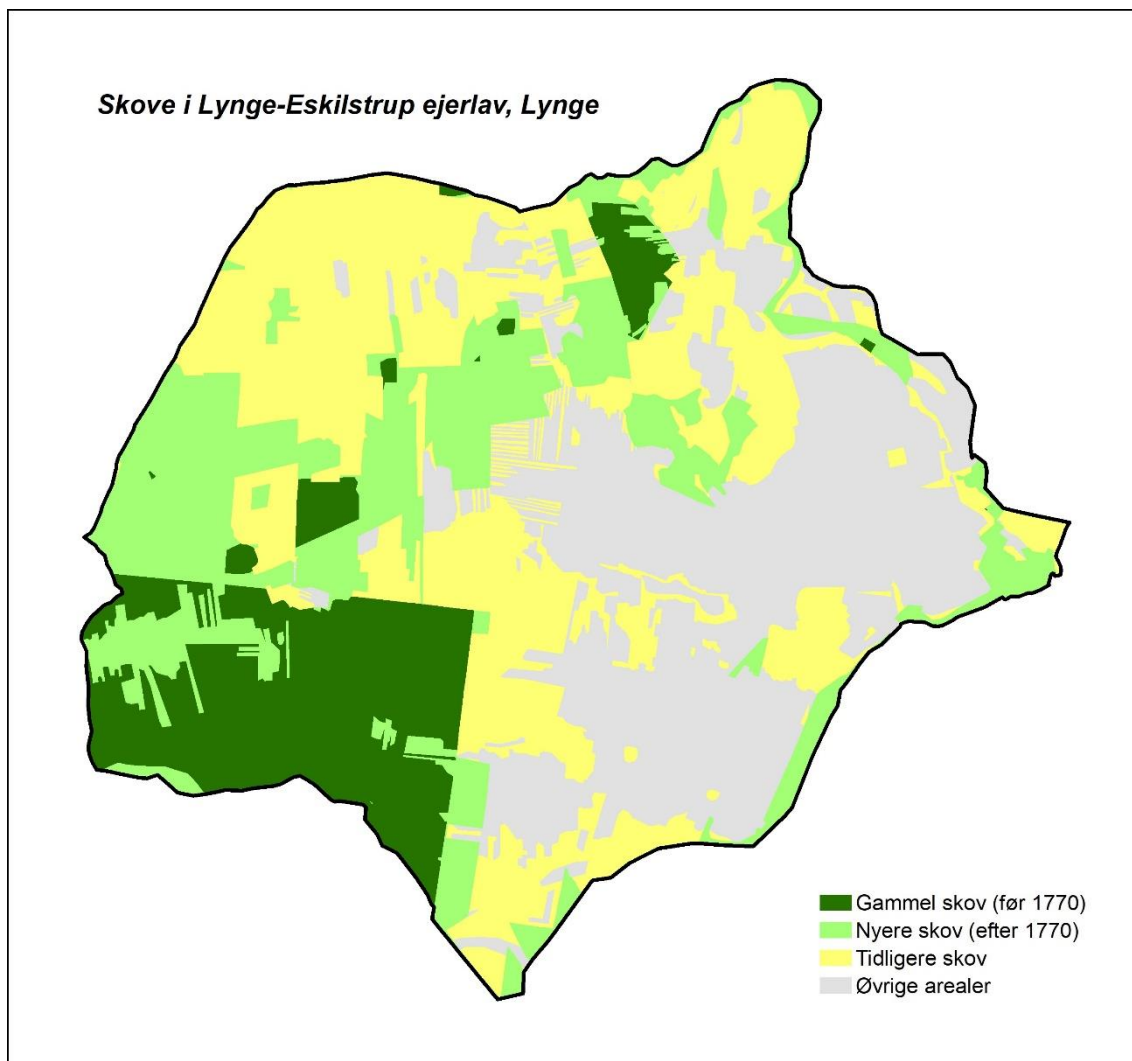 Skove i Lynge-Eskilstrup ejerlav, Lynge
Gammel skov (før 1770)
Nyere skov (efter 1770)
Tidligere skov
Øvrige arealer